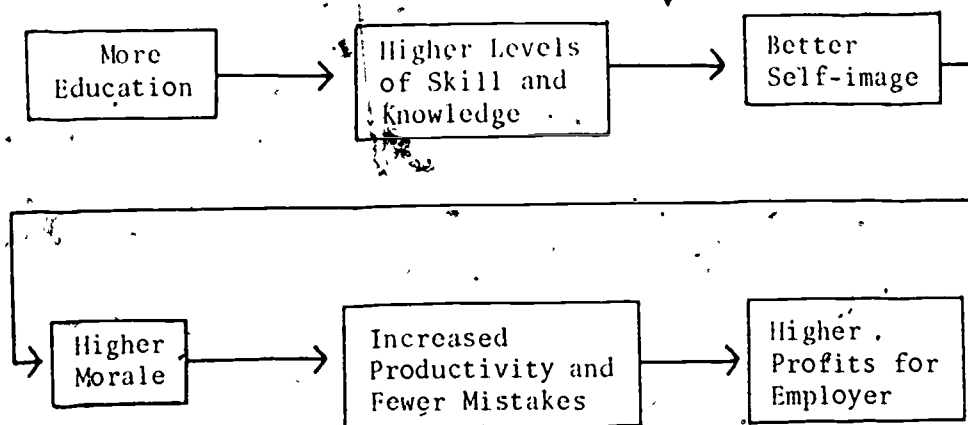 More
Education
Higher Levels
of Skill and
Knowledge
Better
Self-image
Higher
Morale
Increased
Productivity and
Fewer Mistakes
Higher
Profits for
Employer